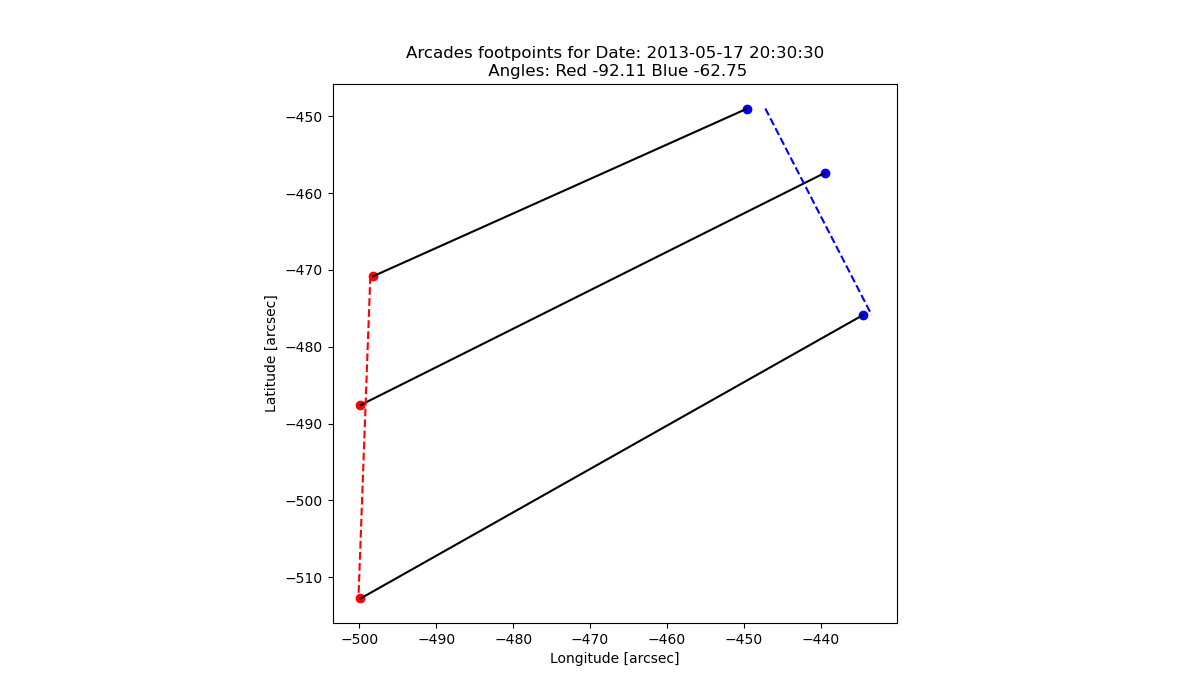 Arcades footpoints for Date: 2013-05-17 20:30:30
Angles: Red -92.11 Blue -62.75
−450
−460
−470
−480
−490
−500
−510
Latitude [arcsec]
−500 −490 −480 −470 −460 −450 −440
Longitude [arcsec]